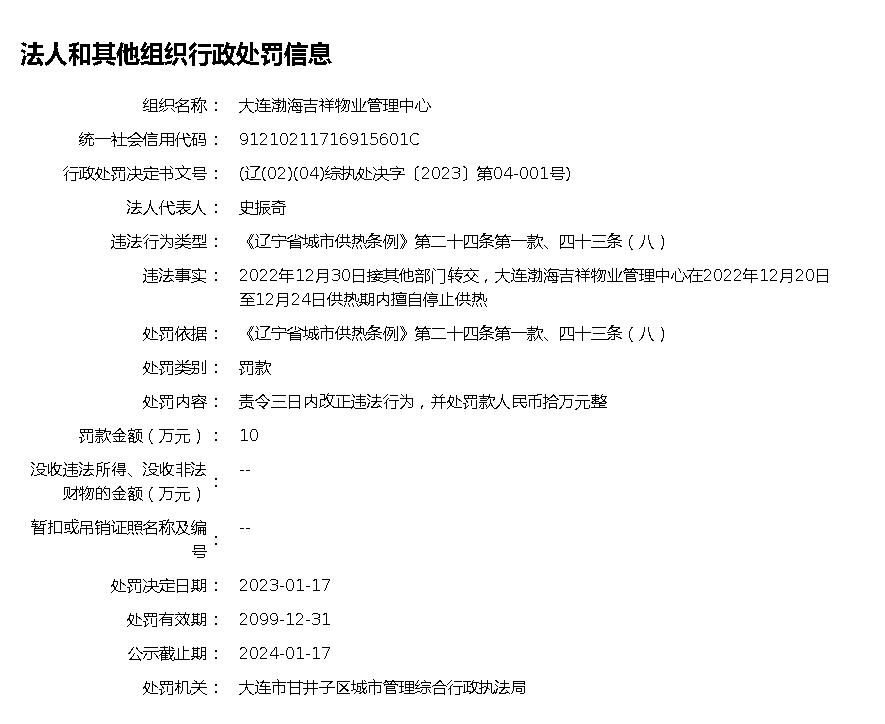 法人和其他组织行政处罚信息
组织名称： 大连渤海吉祥物业管理中心
统一社会信用代码： 91210211716915601C
行政处罚决定书文号： (辽(02)(04)综执处决字〔2023〕第04-001号)
法人代表人： 史振奇
违法行为类型： 《辽宁省城市供热条例》第二十四条第一款、四十三条（八）
违法事实： 2022年12月30日接其他部门转交，大连渤海吉祥物业管理中心在2022年12月20日
至12月24日供热期内擅自停止供热
处罚依据： 《辽宁省城市供热条例》第二十四条第一款、四十三条（八）
处罚类别： 罚款
处罚内容： 责令三日内改正违法行为，并处罚款人民币拾万元整
罚款金额（万元）： 10
没收违法所得、没收非法
财物的金额（万元）： --
暂扣或吊销证照名称及编
号： --
处罚决定日期： 2023-01-17
处罚有效期： 2099-12-31
公示截止期： 2024-01-17
处罚机关： 大连市甘井子区城市管理综合行政执法局